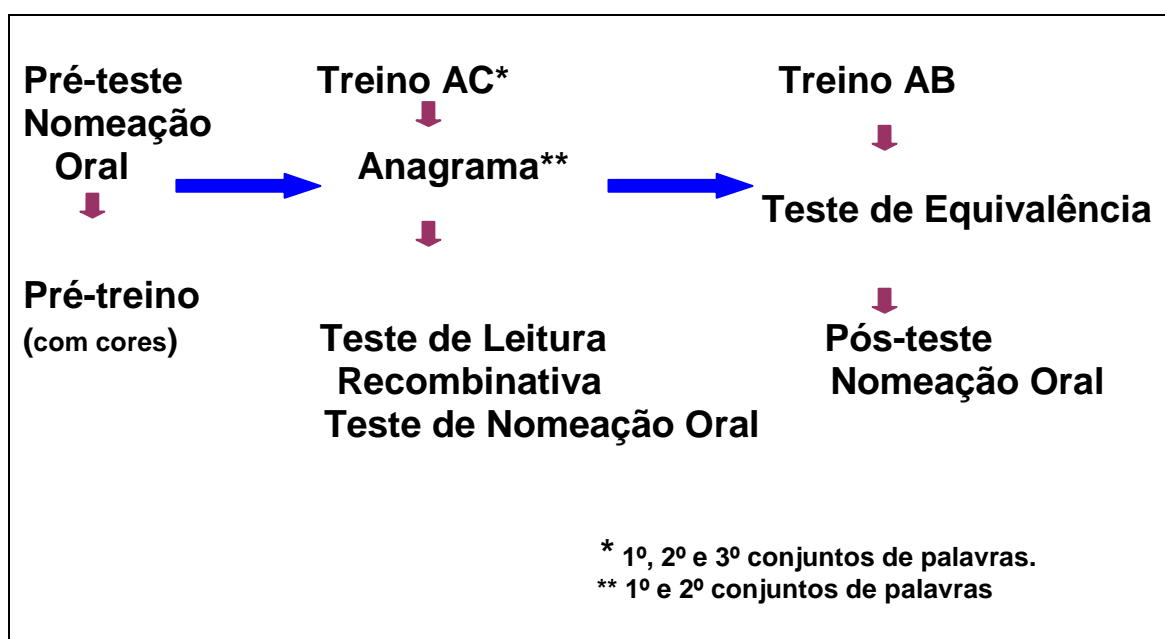 Pré-teste
Nomeação
Oral
Pré-treino
(com cores)
Treino AC*
Anagrama**
Teste de Leitura
Recombinativa
Teste de Nomeação Oral
Treino AB
Teste de Equivalência
Pós-teste
Nomeação Oral
* 1º, 2º e 3º conjuntos de palavras.
** 1º e 2º conjuntos de palavras